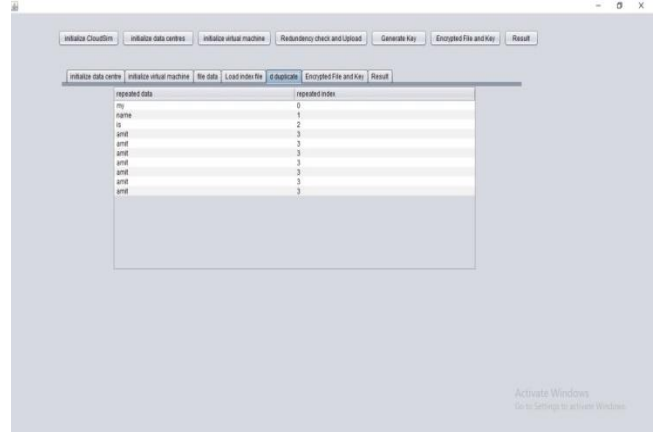 initialize CloudSim initialize data centres initialize virtual machine Redundency check and Upload Generate Key Encrypted File and Key Result
initialize data centre initialize virtual machine file data Load index file d duplicate Encrypted File and Key Result
repeated data repeated index
my 0
name 1
is 2
amit 3
amit 3
amit 3
amit 3
amit 3
amit 3
amit 3
Activate Windows
Go to Settings to activate Windows.